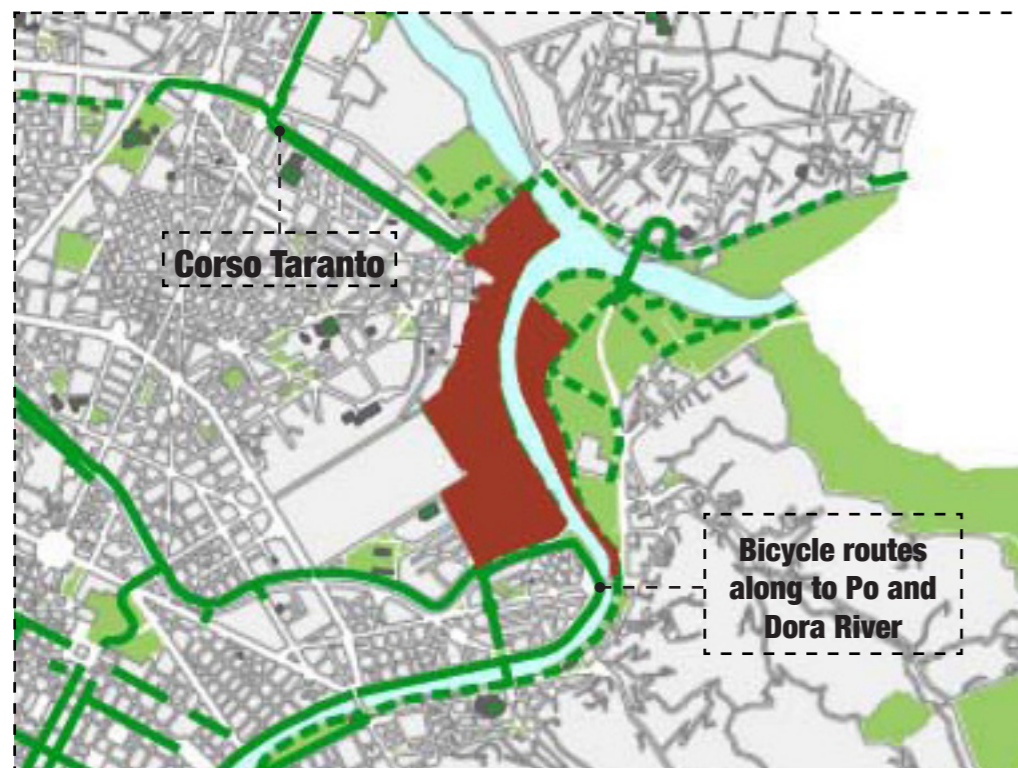 Corso Taranto
Bicycle routes
along to Po and
Dora River